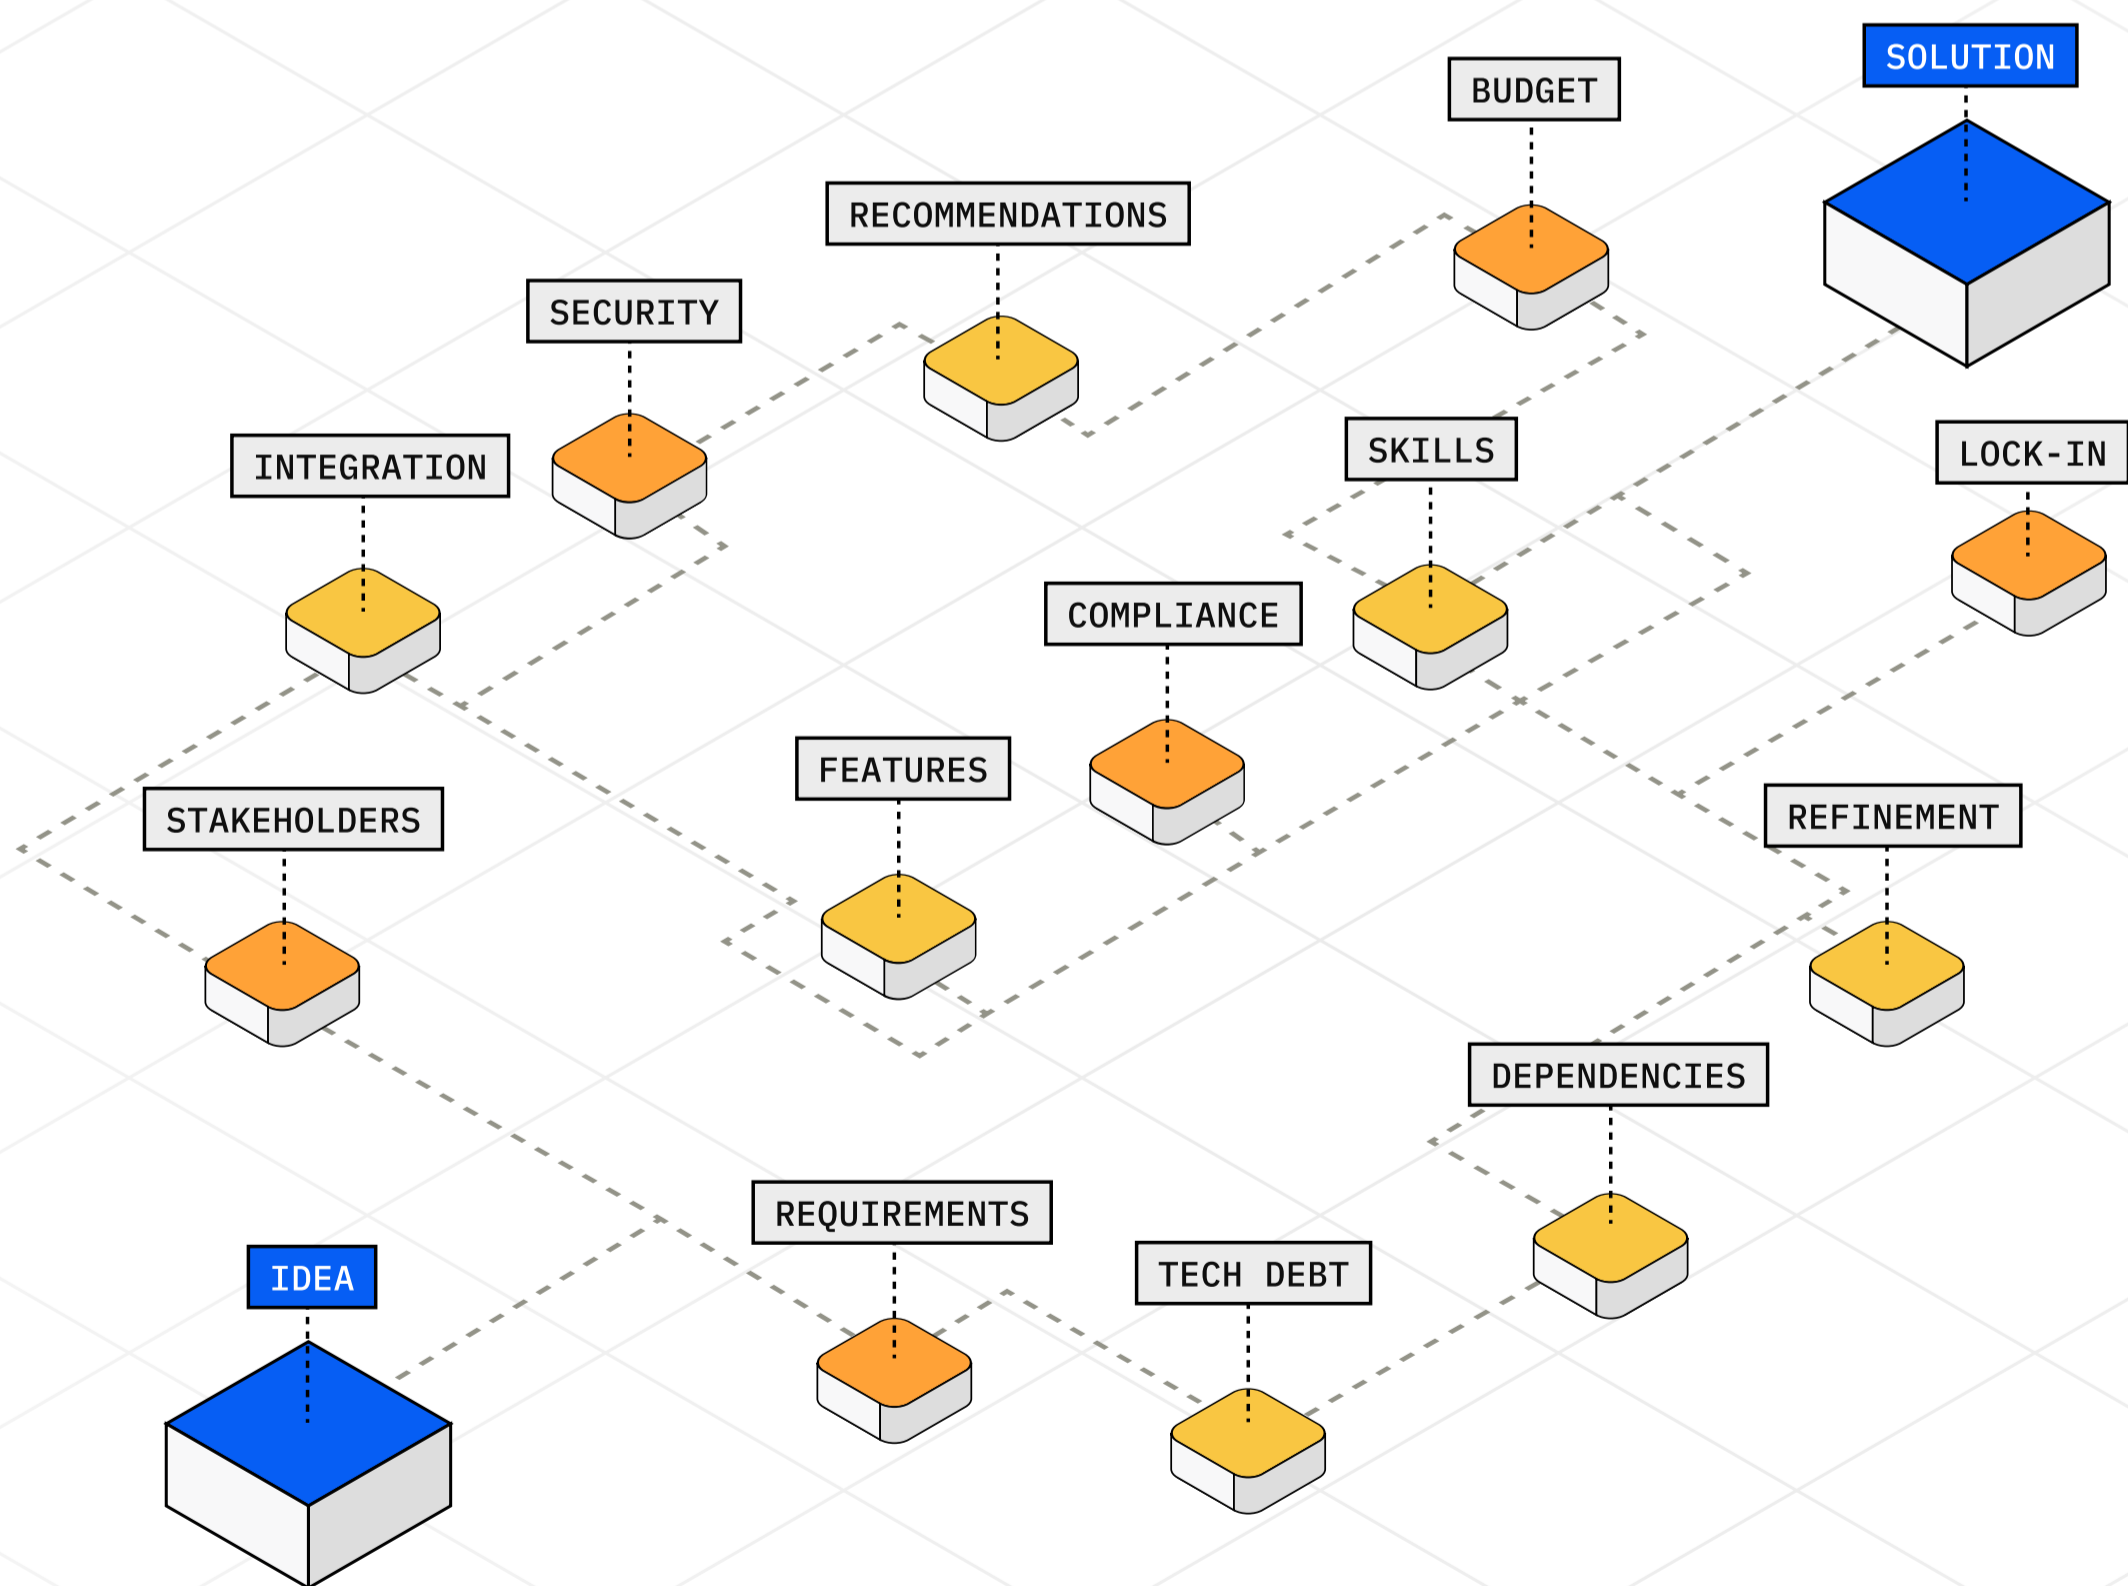 SOLUTION
BUDGET
RECOMMENDATIONS
SECURITY
SKILLS
LOCK-IN
INTEGRATION
COMPLIANCE
FEATURES
STAKEHOLDERS
REFINEMENT
DEPENDENCIES
REQUIREMENTS
TECH DEBT
IDEA